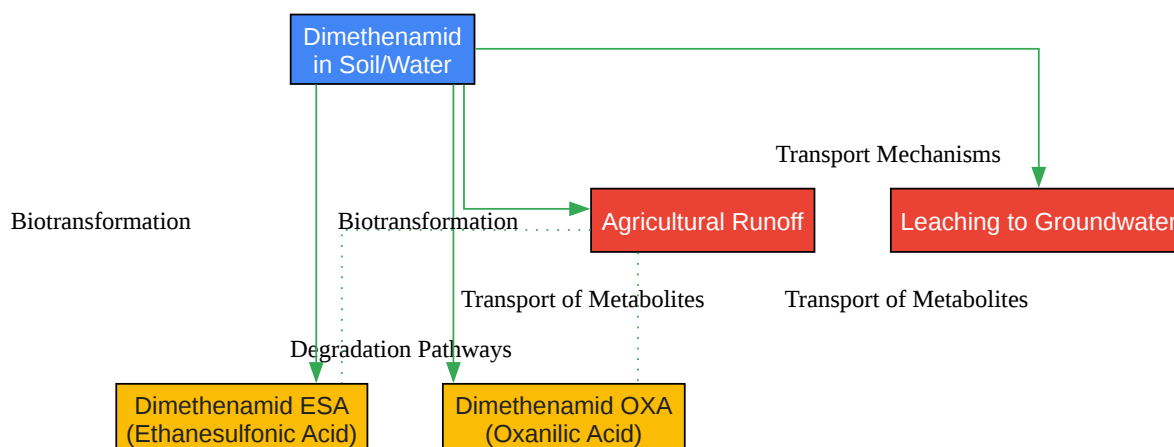 Dimethenamid
in Soil/Water
Transport Mechanisms
Biotransformation
Biotransformation
Agricultural Runoff
Leaching to Groundwater
Transport of Metabolites
Transport of Metabolites
Degradation Pathways
Dimethenamid ESA
(Ethanesulfonic Acid)
Dimethenamid OXA
(Oxanilic Acid)